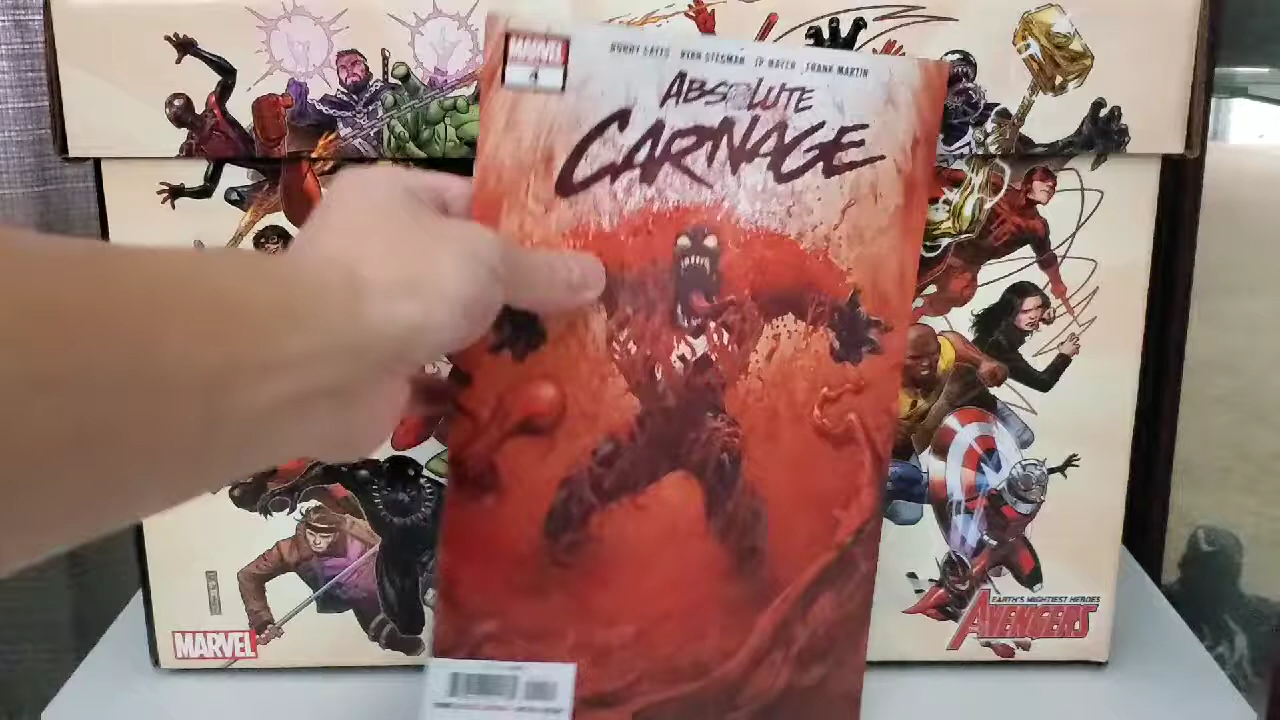 MARVEL
4
DONNY CATES RYAN STEGMAN JP MAYER FRANK MARTIN
ABSOLUTE
CARNAGE
MARVEL
EARTH'S MIGHTIEST HEROES
AVENGERS